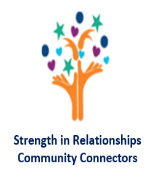 Strength in Relationships
Community Connectors